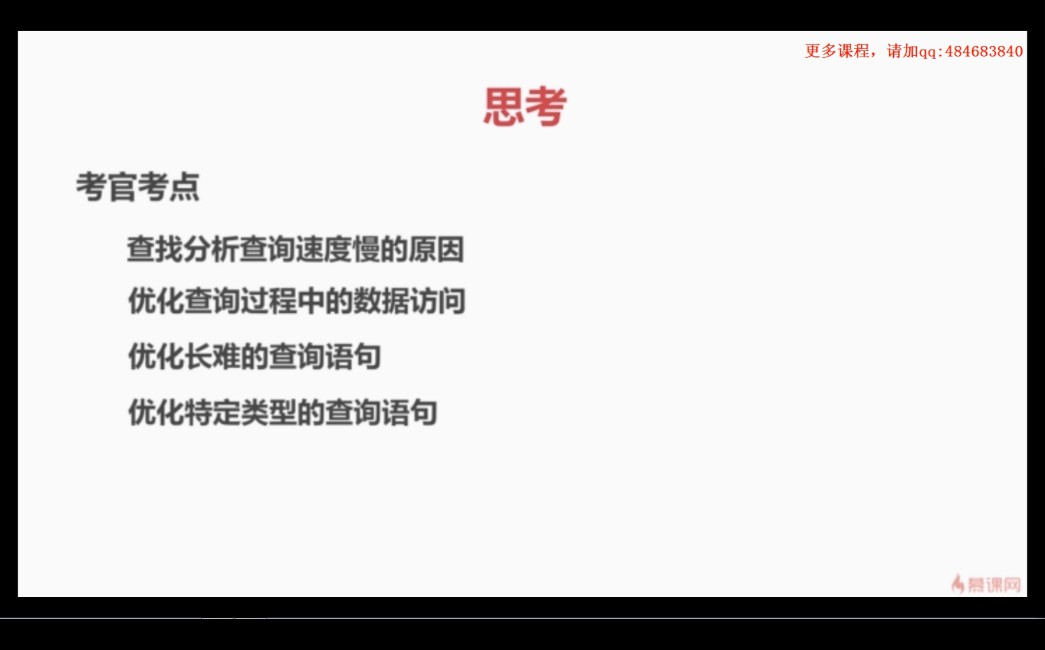 更多课程，请加qq:484683840
思考
考官考点
查找分析查询速度慢的原因
优化查询过程中的数据访问
优化长难的查询语句
优化特定类型的查询语句
慕课网